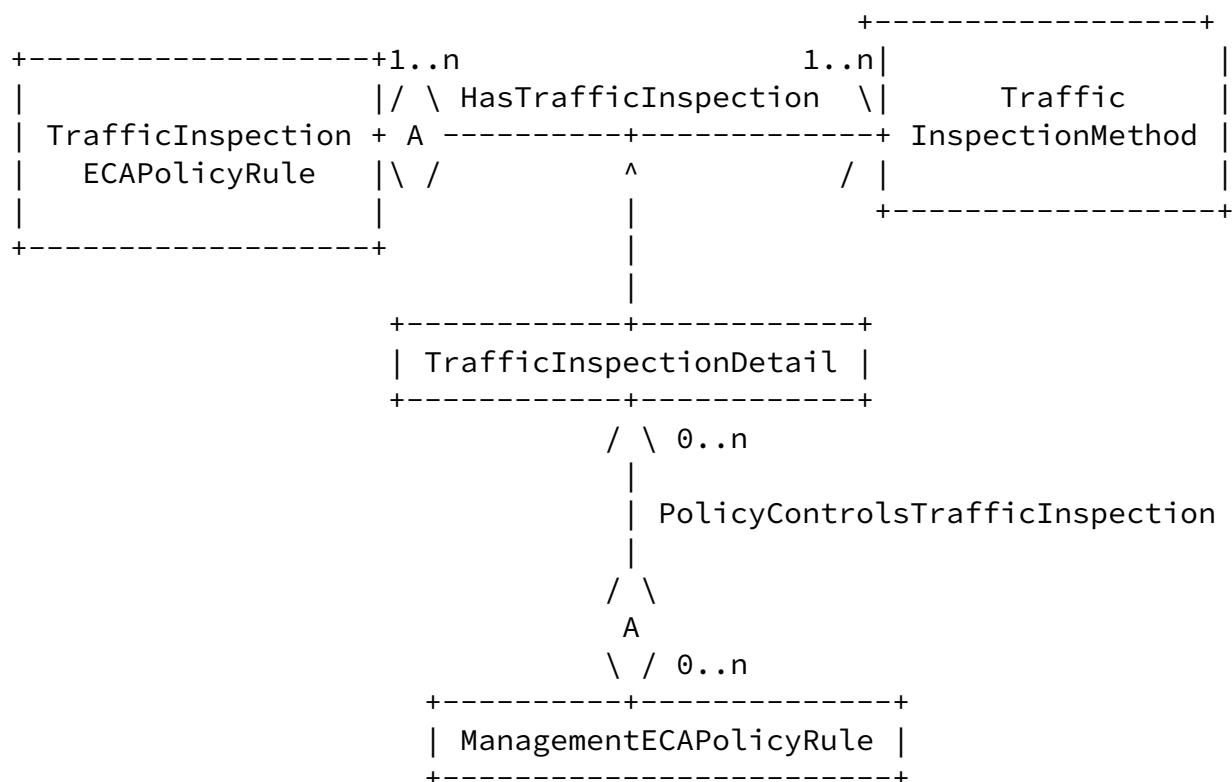 +------------------+
+-------------------+1..n                   1..n|                  |
|                   |/ \ HasTrafficInspection  \|      Traffic     |
| TrafficInspection + A ----------+-------------+ InspectionMethod |
|   ECAPolicyRule   |\ /          ^           / |                  |
|                   |             |             +------------------+
+-------------------+             |
                                  |
                     +------------+------------+
                     | TrafficInspectionDetail |
                     +------------+------------+
                                 / \ 0..n
                                  |
                                  | PolicyControlsTrafficInspection
                                  |
                                 / \
                                  A
                                 \ / 0..n
                       +----------+--------------+
                       | ManagementECAPolicyRule |
                       +-------------------------+